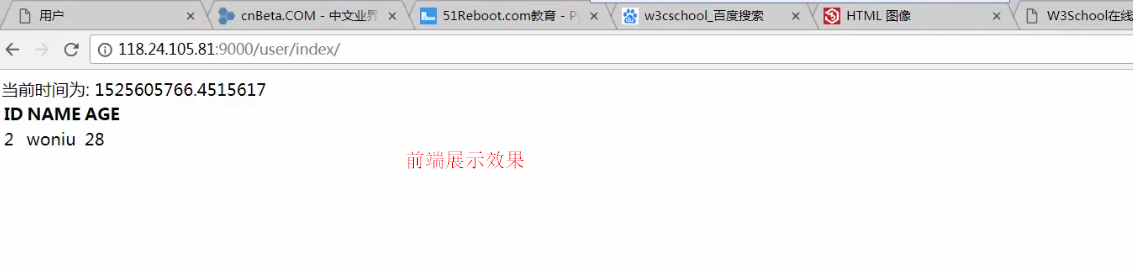 用户
cnBeta.COM - 中文业界
51Reboot.com教育 - Py
w3cschool_百度搜索
HTML 图像
W3School在线
118.24.105.81:9000/user/index/
当前时间为: 1525605766.4515617
ID NAME AGE
2 woniu 28
前端展示效果